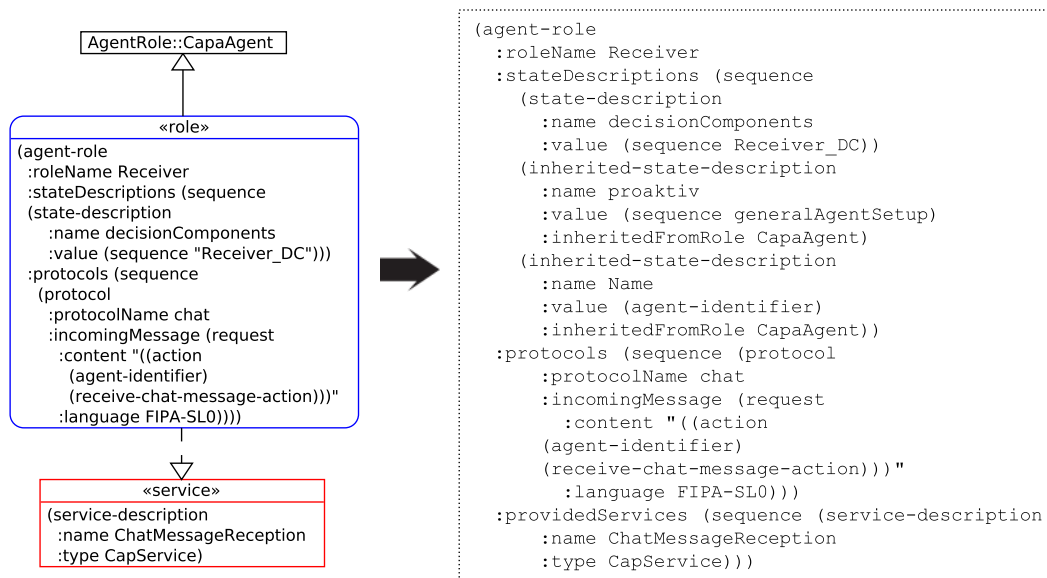 AgentRole::CapaAgent
«role»
(agent-role
:roleName Receiver
:stateDescriptions (sequence
(state-description
:name decisionComponents
:value (sequence "Receiver_DC")))
:protocols (sequence
(protocol
:protocolName chat
:incomingMessage (request
:content "((action
(agent-identifier)
(receive-chat-message-action)))"
:language FIPA-SL0))))
«service»
(service-description
:name ChatMessageReception
:type CapService)
(agent-role
:roleName Receiver
:stateDescriptions (sequence
(state-description
:name decisionComponents
:value (sequence Receiver_DC))
(inherited-state-description
:name proaktiv
:value (sequence generalAgentSetup)
:inheritedFromRole CapaAgent)
(inherited-state-description
:name Name
:value (agent-identifier)
:inheritedFromRole CapaAgent))
:protocols (sequence (protocol
:protocolName chat
:incomingMessage (request
:content "((action
(agent-identifier)
(receive-chat-message-action)))"
:language FIPA-SL0)))
:providedServices (sequence (service-description
:name ChatMessageReception
:type CapService)))